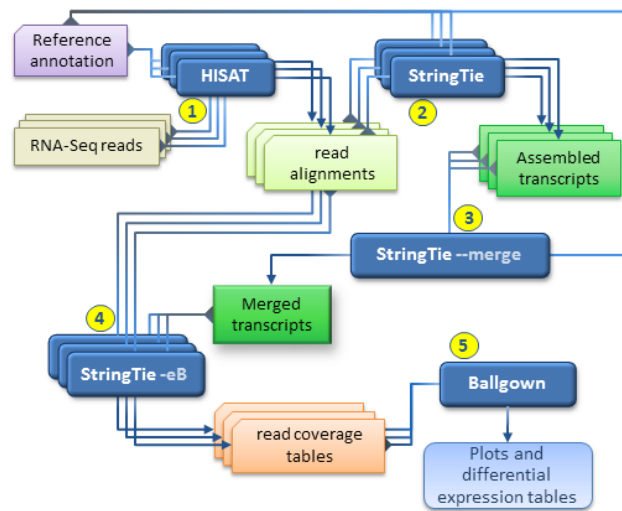 Reference
annotation
HISAT
StringTie
1
2
RNA-Seq reads
read
alignments
Assembled
transcripts
3
StringTie --merge
Merged
transcripts
4
StringTie -eB
5
Ballgown
read coverage
tables
Plots and
differential
expression tables